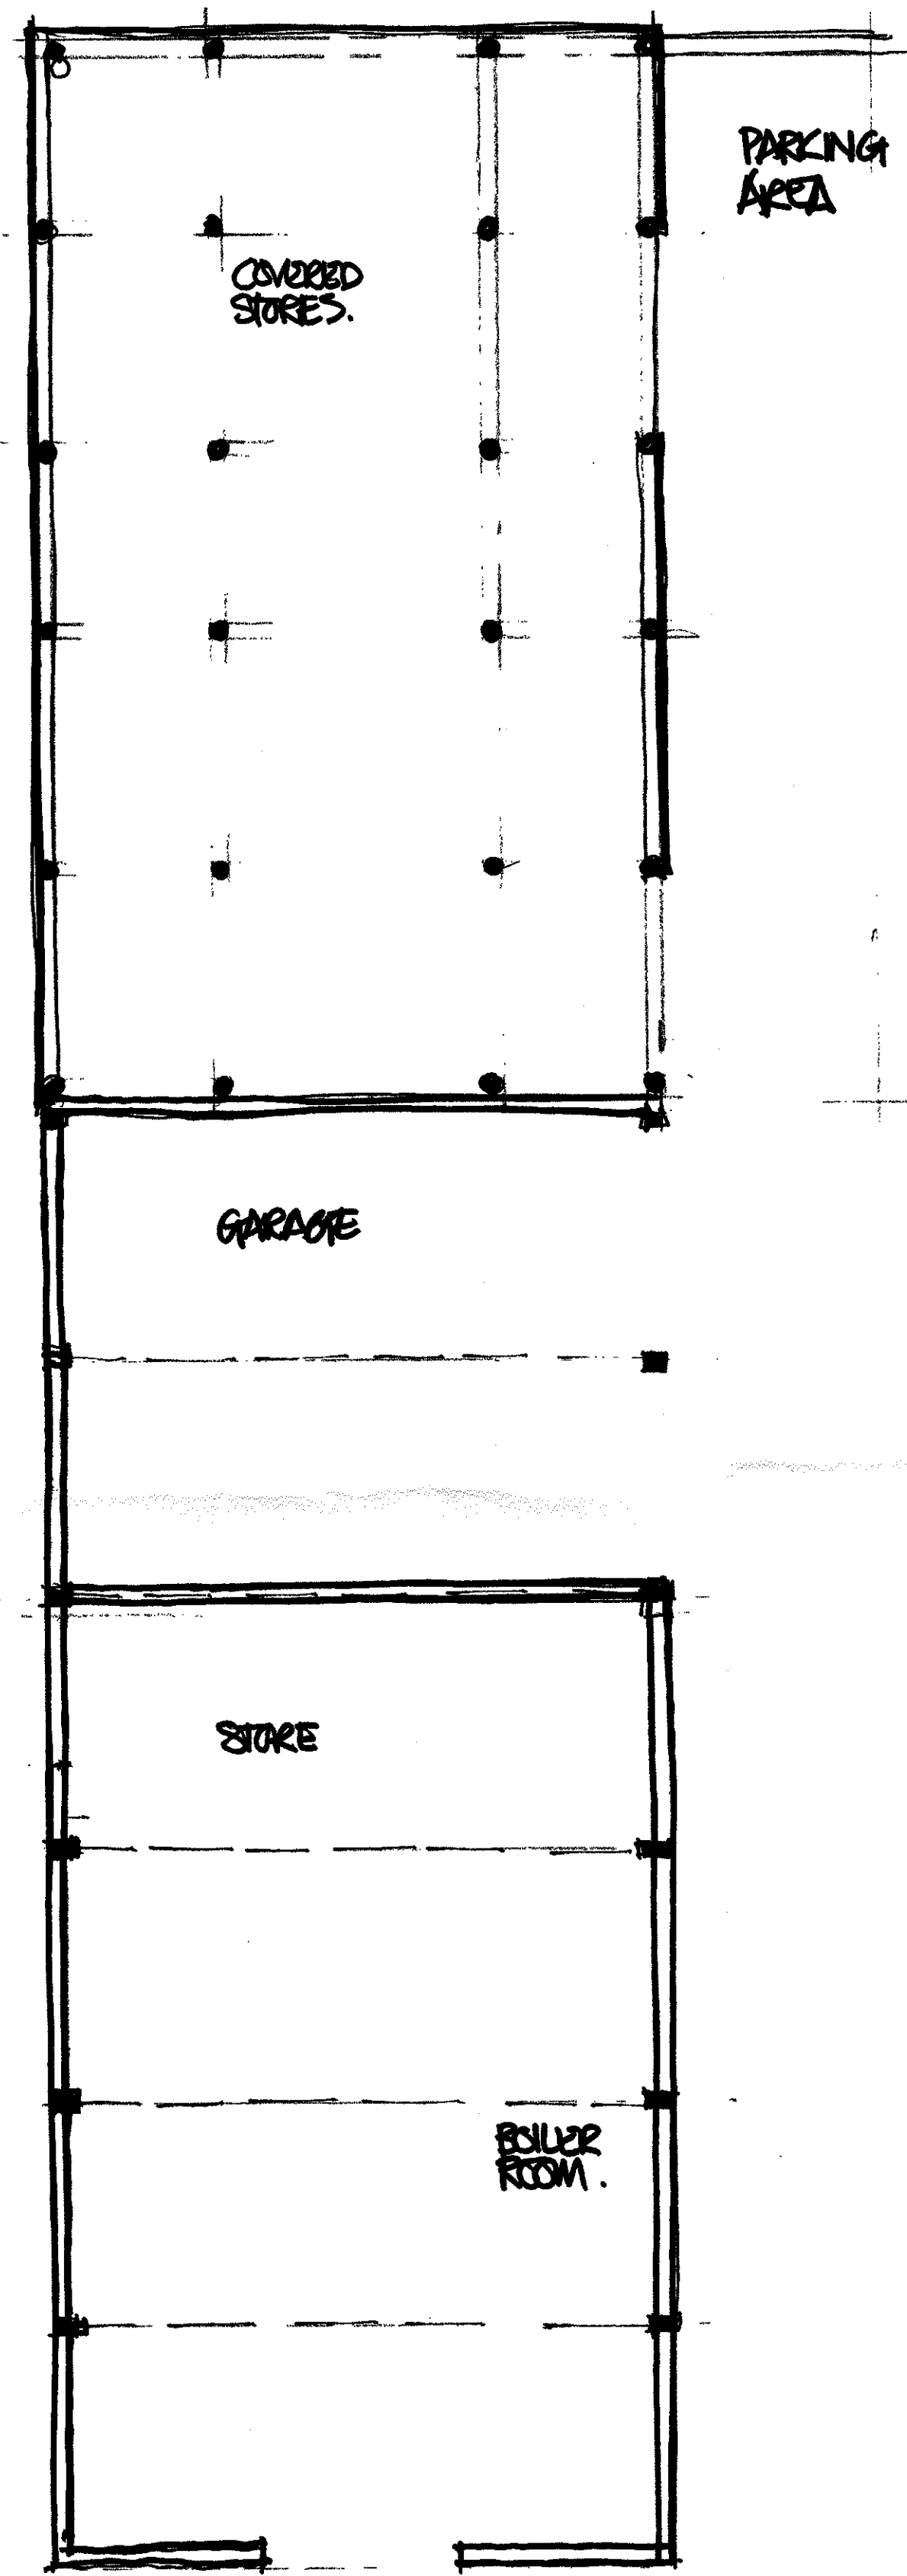 PARKING
AREA
COVERED
STORES.
GARAGE
STORE
BOILER
ROOM.